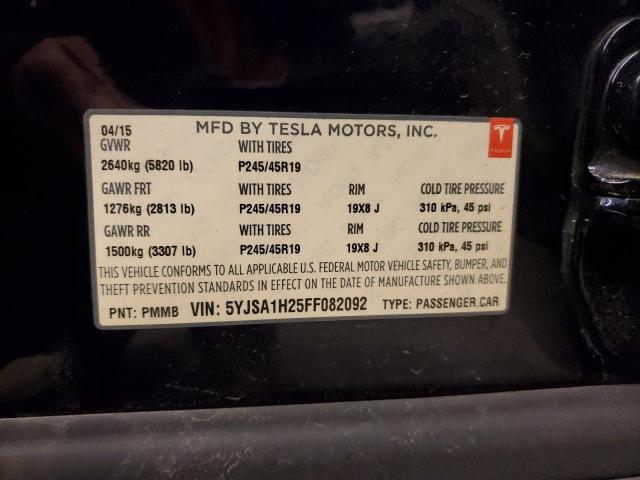 04/15 MFD BY TESLA MOTORS, INC.
GVWR WITH TIRES
2640kg (5820 lb) P245/45R19
TESLA
GAWR FRT WITH TIRES RIM COLD TIRE PRESSURE
1276kg (2813 lb) P245/45R19 19X8 J 310 kPa, 45 psi
GAWR RR WITH TIRES RIM COLD TIRE PRESSURE
1500kg (3307 lb) P245/45R19 19X8 J 310 kPa, 45 psi
THIS VEHICLE CONFORMS TO ALL APPLICABLE U.S. FEDERAL MOTOR VEHICLE SAFETY, BUMPER, AND
THEFT PREVENTION STANDARDS IN EFFECT ON THE DATE OF MANUFACTURE SHOWN ABOVE.
PNT: PMMB VIN: 5YJSA1H25FF082092 TYPE: PASSENGER CAR